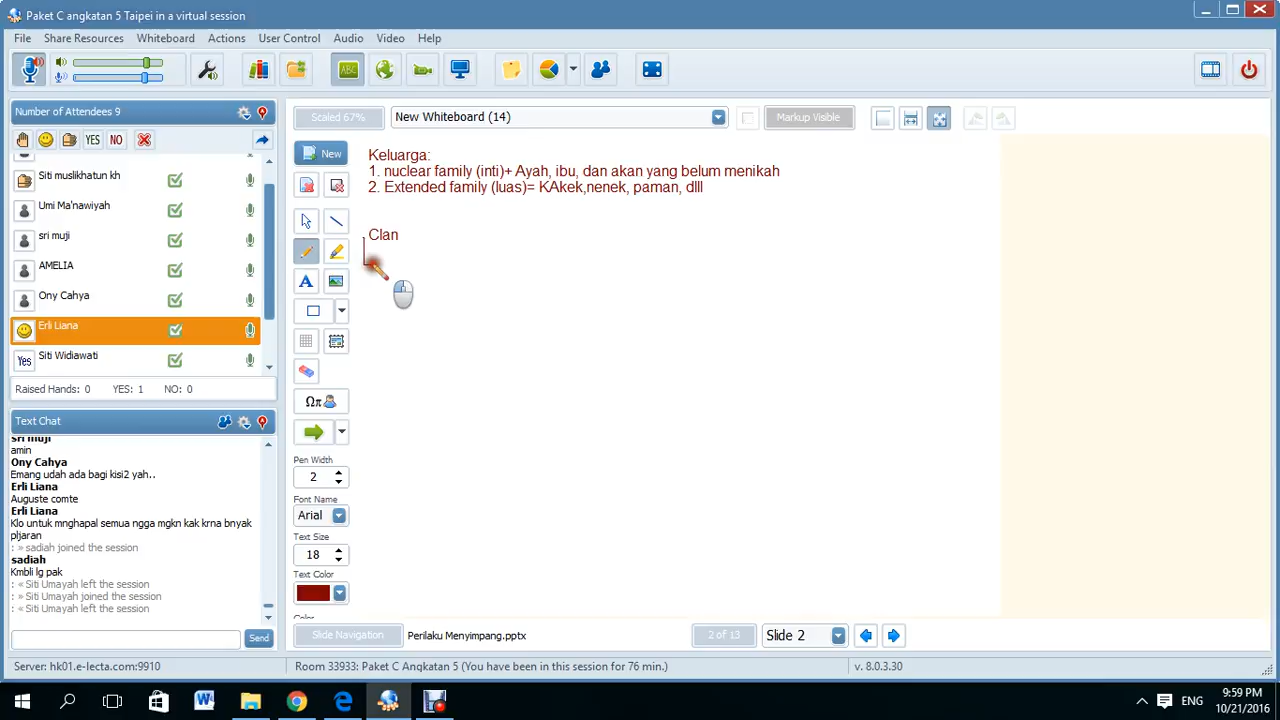 Paket C angkatan 5 Taipei in a virtual session
File Share Resources Whiteboard Actions User Control Audio Video Help
ABC
Number of Attendees 9
YES NO
Siti muslikhatun kh
Umi Ma'nawiyah
sri muji
AMELIA
Ony Cahya
Erli Liana
Yes Siti Widiawati
Raised Hands: 0 YES: 1 NO: 0
Text Chat
sri muji
amin
Ony Cahya
Emang udah ada bagi kisi2 yah..
Erli Liana
Auguste comte
Erli Liana
Klo untuk mnghapal semua ngga mgkn kak krna bnyak
pljaran
: » sadiah joined the session
sadiah
Kmbli lg pak
: « Siti Umayah left the session
: » Siti Umayah joined the session
: « Siti Umayah left the session
Send
Scaled 67% New Whiteboard (14) Markup Visible
New
Keluarga:
1. nuclear family (inti)+ Ayah, ibu, dan akan yang belum menikah
2. Extended family (luas)= KAkek,nenek, paman, dlll
Clan
A
Ωπ
Pen Width
2
Font Name
Arial
Text Size
18
Text Color
Color
Slide Navigation Perilaku Menyimpang.pptx 2 of 13 Slide 2
Server: hk01.e-lecta.com:9910 Room 33933: Paket C Angkatan 5 (You have been in this session for 76 min.) v. 8.0.3.30
ENG
9:59 PM
10/21/2016